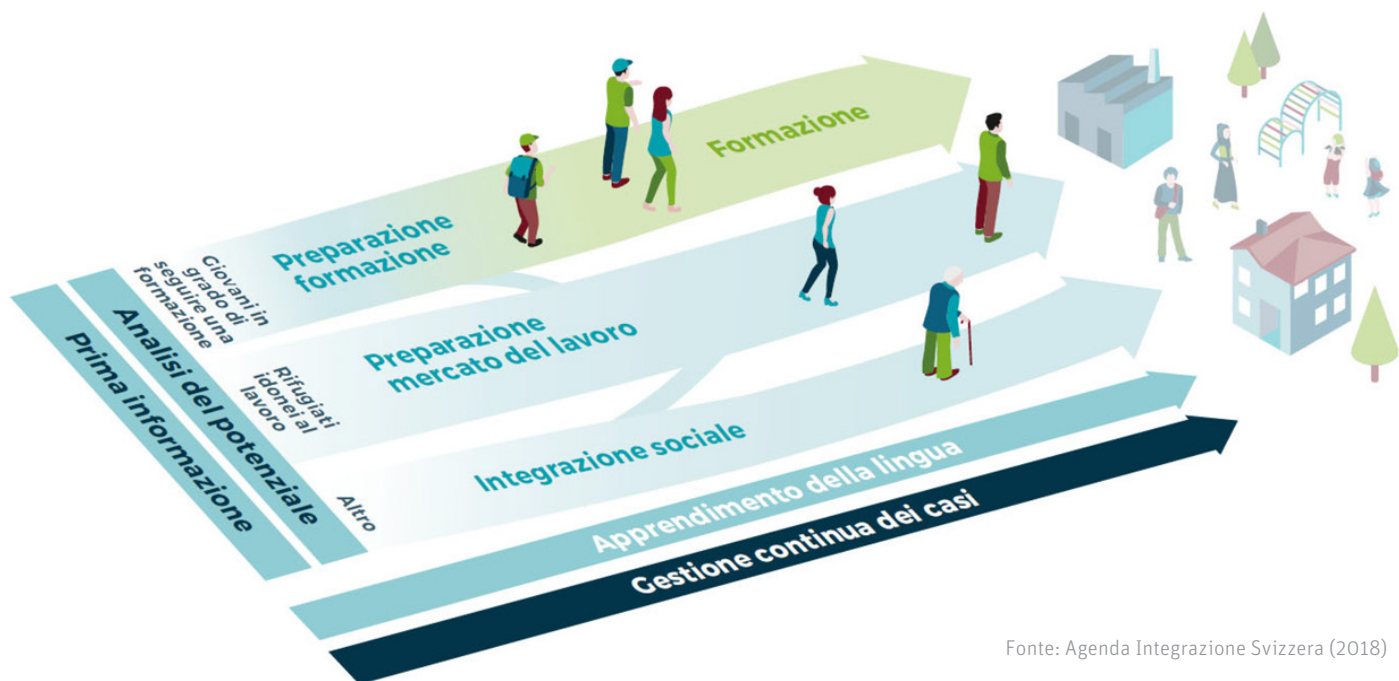 Prima informazione
Analisi del potenziale
Giovani in
grado di
seguire una
formazione
Preparazione
formazione
Formazione
Rifugiati
idonei al
lavoro
Preparazione
mercato del lavoro
Altro
Integrazione sociale
Apprendimento della lingua
Gestione continua dei casi
Fonte: Agenda Integrazione Svizzera (2018)